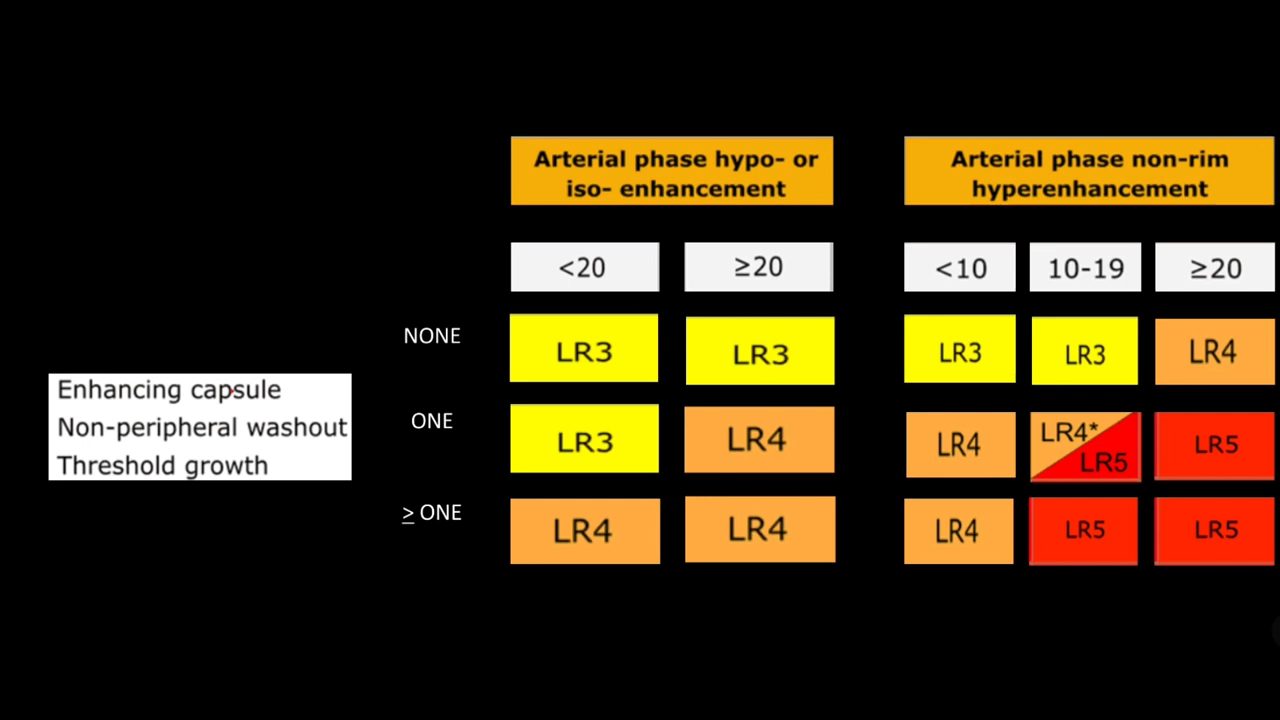 Arterial phase hypo- or
iso- enhancement
Arterial phase non-rim
hyperenhancement
<20
≥20
<10
10-19
≥20
NONE
LR3
LR3
LR3
LR3
LR4
Enhancing capsule
Non-peripheral washout
Threshold growth
ONE
LR3
LR4
LR4
LR4*
LR5
LR5
≥ ONE
LR4
LR4
LR4
LR5
LR5